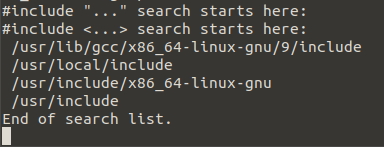 #include "..." search starts here:
#include <...> search starts here:
 /usr/lib/gcc/x86_64-linux-gnu/9/include
 /usr/local/include
 /usr/include/x86_64-linux-gnu
 /usr/include
End of search list.